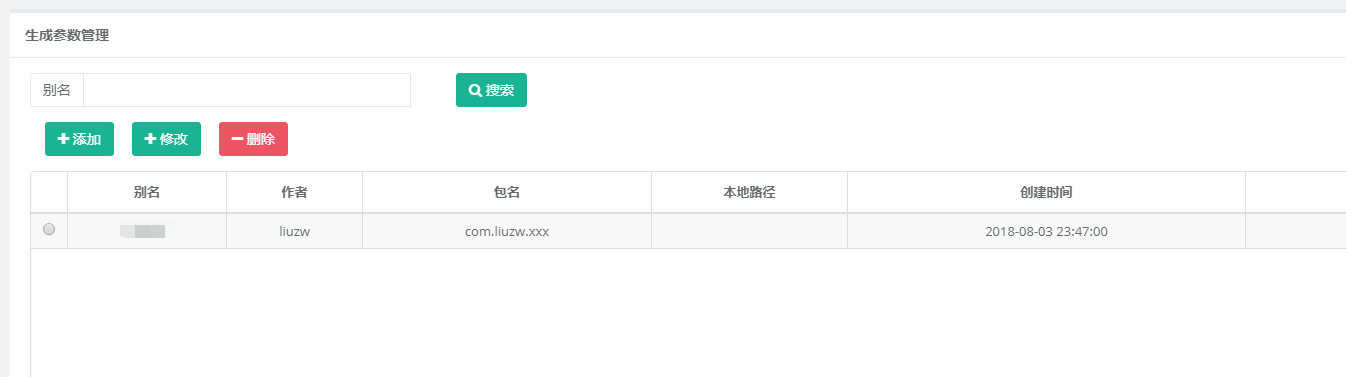 生成参数管理
别名 搜索
添加 修改 删除
别名 作者 包名 本地路径 创建时间
liuzw com.liuzw.xxx 2018-08-03 23:47:00